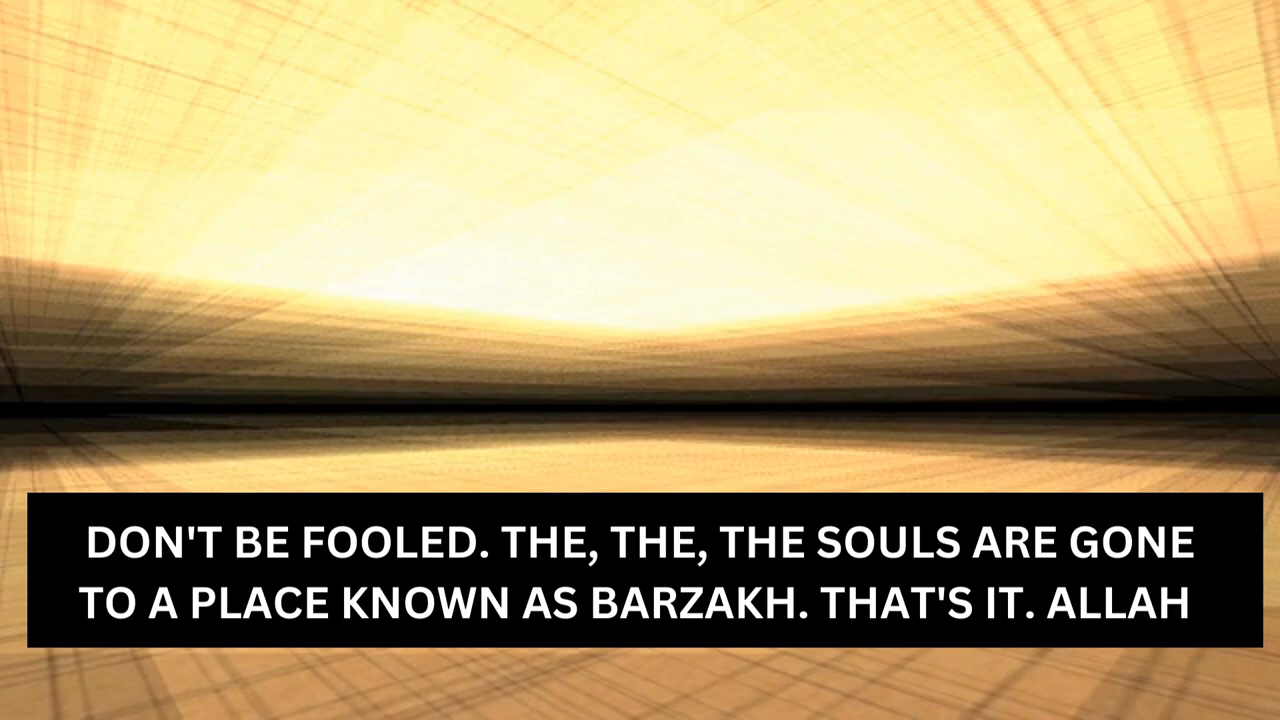 DON'T BE FOOLED. THE, THE, THE SOULS ARE GONE
TO A PLACE KNOWN AS BARZAKH. THAT'S IT. ALLAH